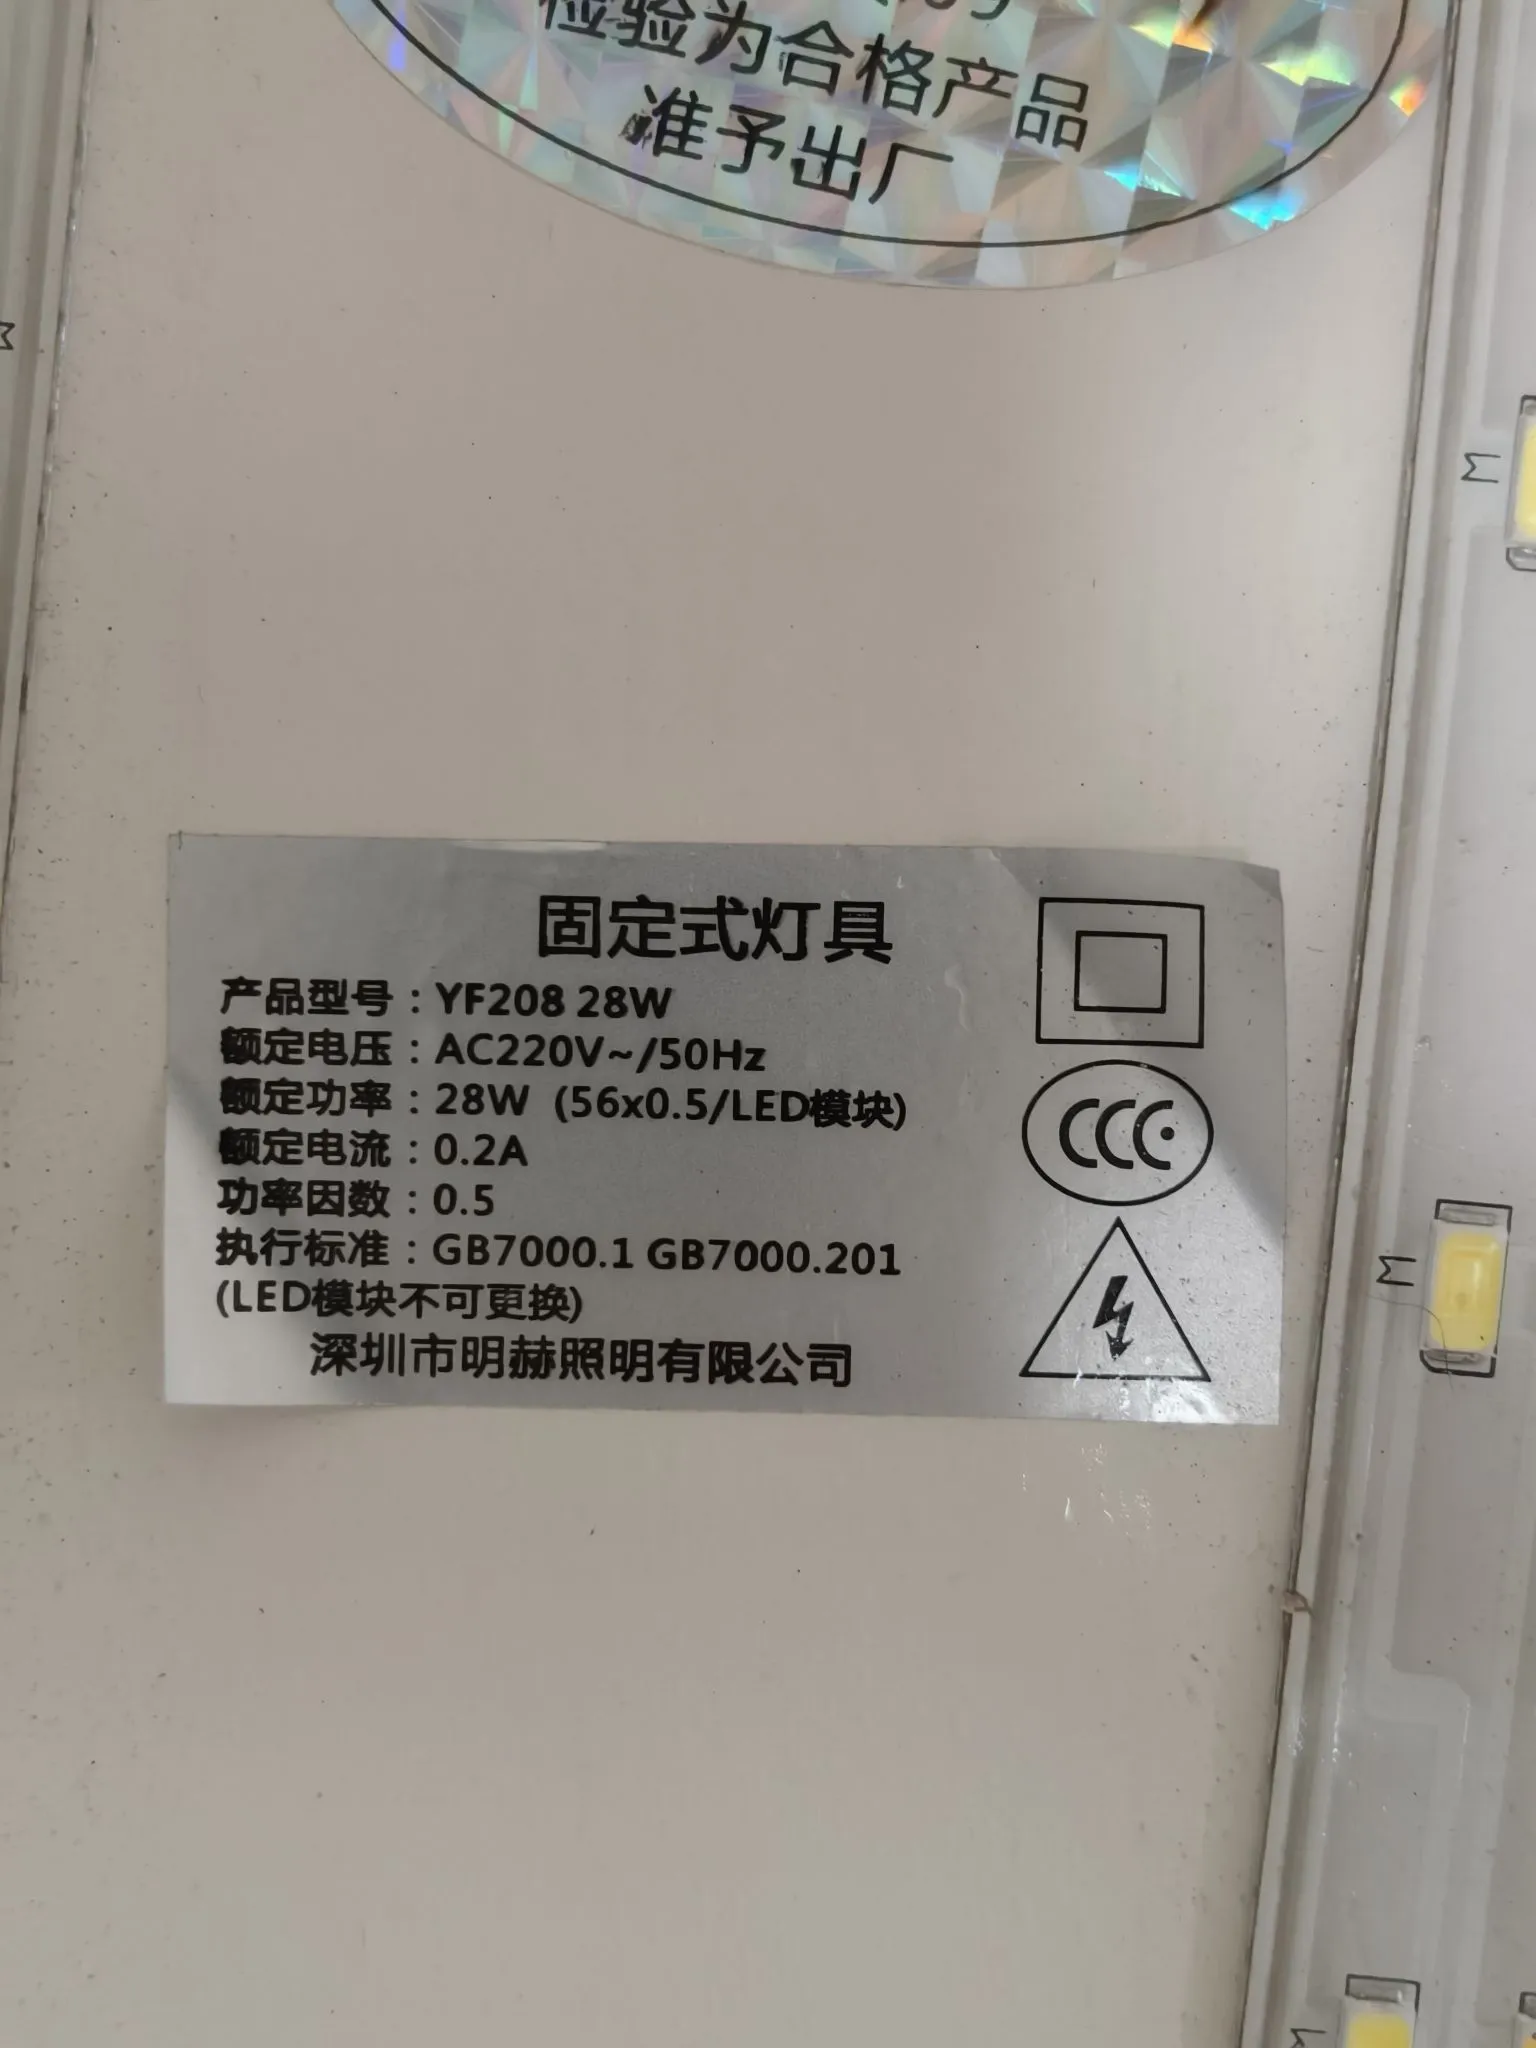 检验为合格产品
准予出厂
固定式灯具
产品型号：YF208 28W
额定电压：AC220V~/50Hz
额定功率：28W (56x0.5/LED模块)
额定电流：0.2A
功率因数：0.5
执行标准：GB7000.1 GB7000.201
(LED模块不可更换)
深圳市明赫照明有限公司
CCC